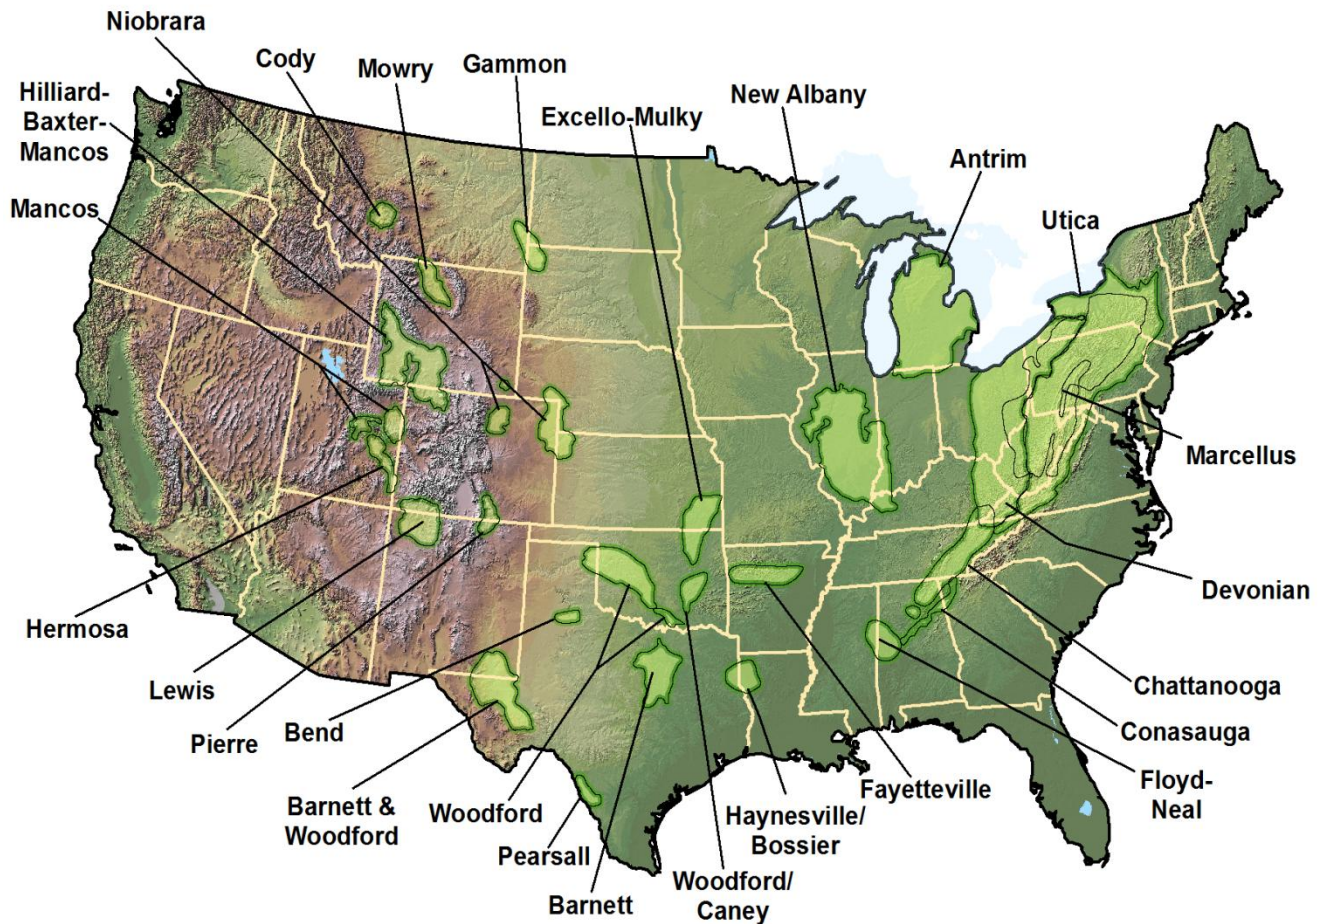 Niobrara
Cody
Mowry
Gammon
Hilliard-
Baxter-
Mancos
Excello-Mulky
New Albany
Antrim
Mancos
Utica
Marcellus
Devonian
Hermosa
Lewis
Chattanooga
Pierre
Bend
Conasauga
Barnett &
Woodford
Woodford
Fayetteville
Floyd-
Neal
Haynesville/
Bossier
Pearsall
Woodford/
Caney
Barnett